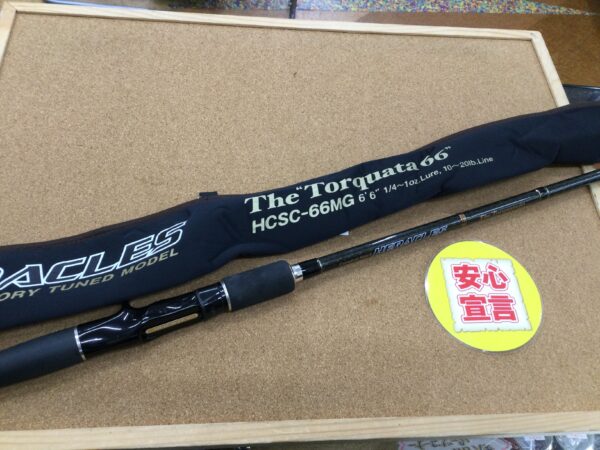 The "Torquata 66"
HCSC-66MG 6'6" 1/4~1oz.Lure, 10~20lb.Line
RACLES
ORY TUNED MODEL
HERACLES
安心
宣言